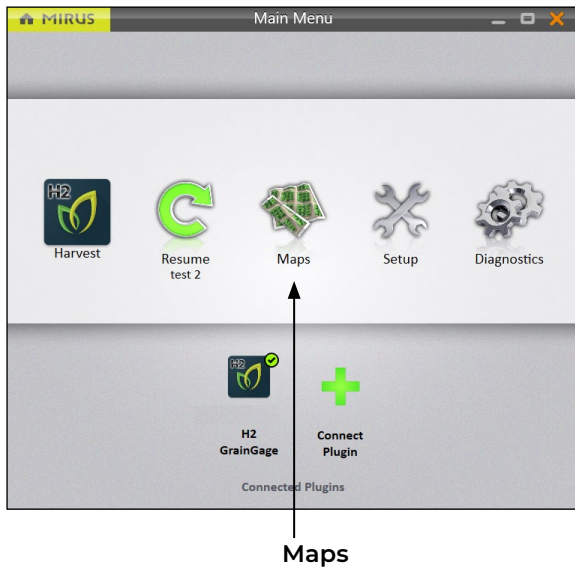 MIRUS
Main Menu
H2
Harvest
Resume
test 2
Maps
Setup
Diagnostics
H2
H2
GrainGage
Connect
Plugin
Connected Plugins
Maps